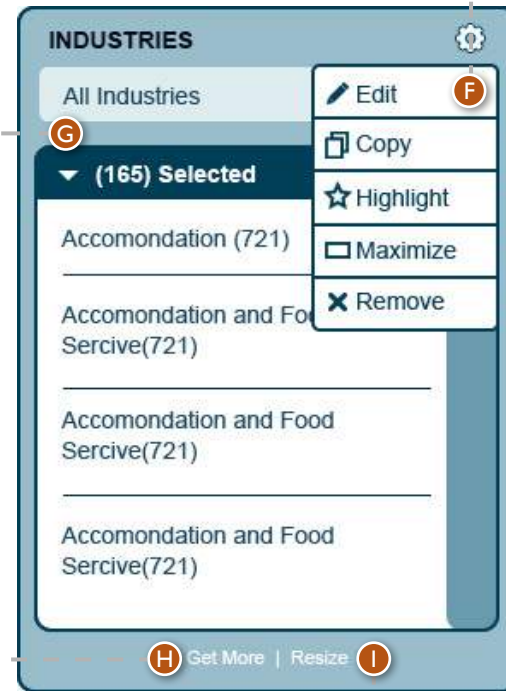 INDUSTRIES
All Industries
Edit
F
G
Copy
(165) Selected
Highlight
Accomondation (721)
Maximize
Remove
Accomondation and Fo
Sercive(721)
Accomondation and Food
Sercive(721)
Accomondation and Food
Sercive(721)
H Get More | Resize I